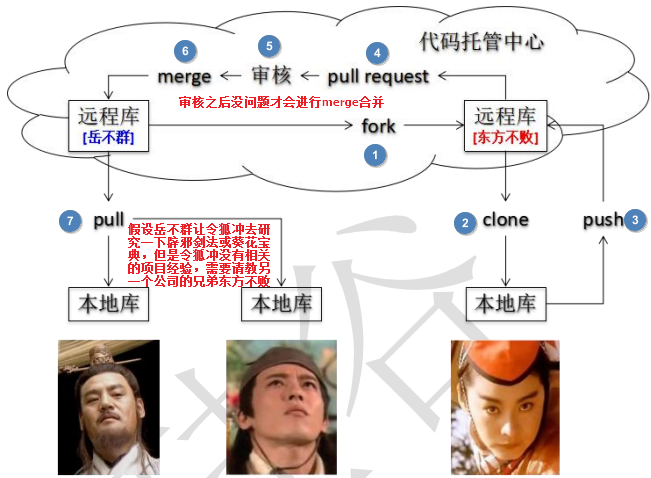 代码托管中心
6
5
4
merge
审核
pull request
审核之后没问题才会进行merge合并
远程库
[岳不群]
fork
远程库
[东方不败]
1
7
pull
2
clone
push
3
假设岳不群让令狐冲去研
究一下辟邪剑法或葵花宝
典，但是令狐冲没有相关
的项目经验，需要请教另
一个公司的兄弟东方不败
本地库
本地库
本地库